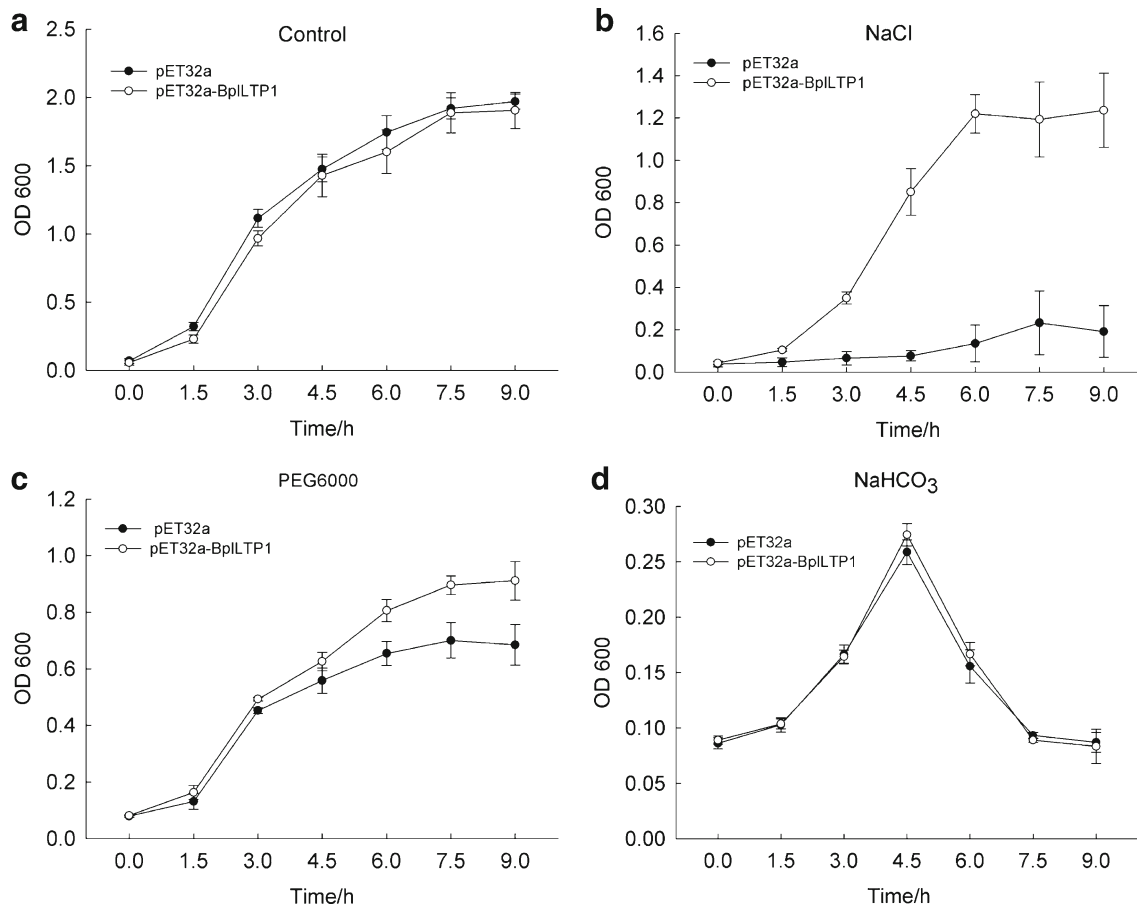 a
Control
pET32a
pET32a-BplLTP1
2.5
2.0
1.5
1.0
0.5
0.0
OD 600
0.0 1.5 3.0 4.5 6.0 7.5 9.0
Time/h
b
NaCl
pET32a
pET32a-BplLTP1
1.6
1.4
1.2
1.0
0.8
0.6
0.4
0.2
0.0
OD 600
0.0 1.5 3.0 4.5 6.0 7.5 9.0
Time/h
c
PEG6000
pET32a
pET32a-BplLTP1
1.2
1.0
0.8
0.6
0.4
0.2
0.0
OD 600
0.0 1.5 3.0 4.5 6.0 7.5 9.0
Time/h
d
NaHCO3
pET32a
pET32a-BplLTP1
0.30
0.25
0.20
0.15
0.10
0.05
0.00
OD 600
0.0 1.5 3.0 4.5 6.0 7.5 9.0
Time/h